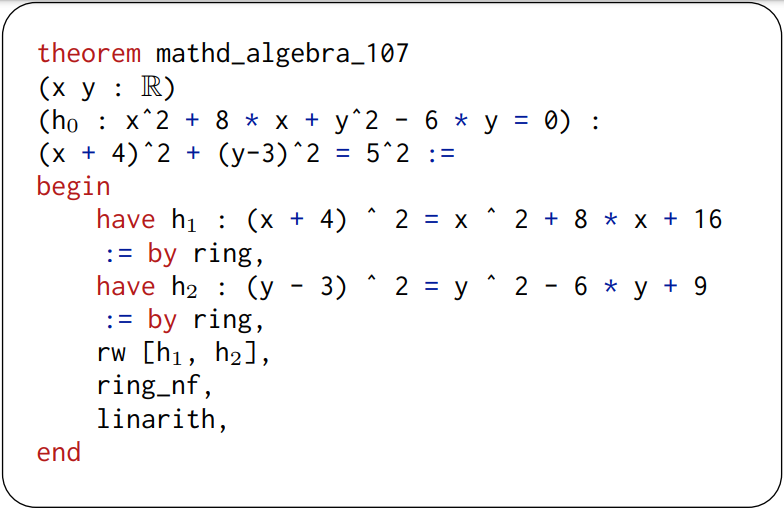 theorem mathd_algebra_107
(x y : ℝ)
(h₀ : x^2 + 8 * x + y^2 - 6 * y = 0) :
(x + 4)^2 + (y-3)^2 = 5^2 :=
begin
    have h₁ : (x + 4) ^ 2 = x ^ 2 + 8 * x + 16
    := by ring,
    have h₂ : (y - 3) ^ 2 = y ^ 2 - 6 * y + 9
    := by ring,
    rw [h₁, h₂],
    ring_nf,
    linarith,
end